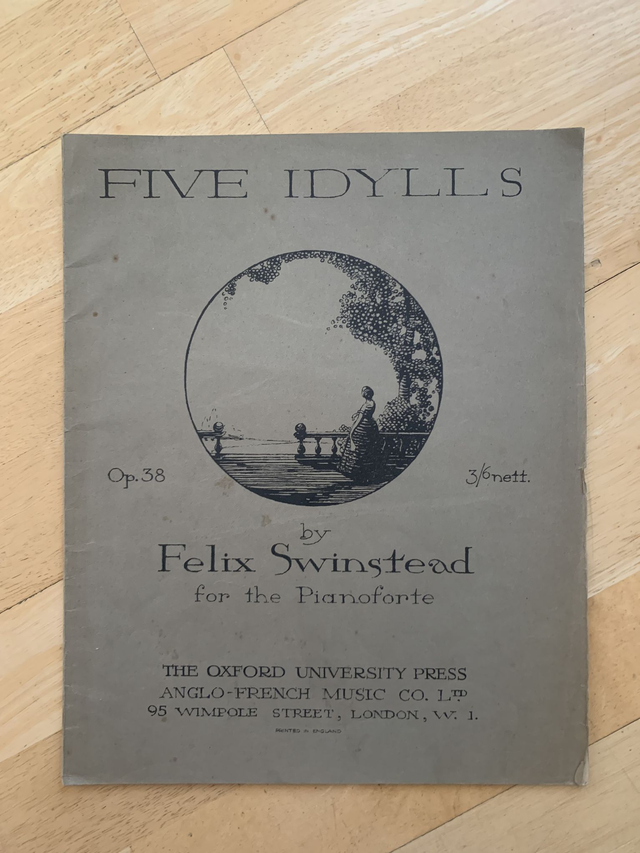 FIVE IDYLLS
Op. 38
3/6 nett.
by
Felix Swinstead
for the Pianoforte
THE OXFORD UNIVERSITY PRESS
ANGLO-FRENCH MUSIC CO. LTD
95 WIMPOLE STREET, LONDON, W. 1.
PRINTED IN ENGLAND